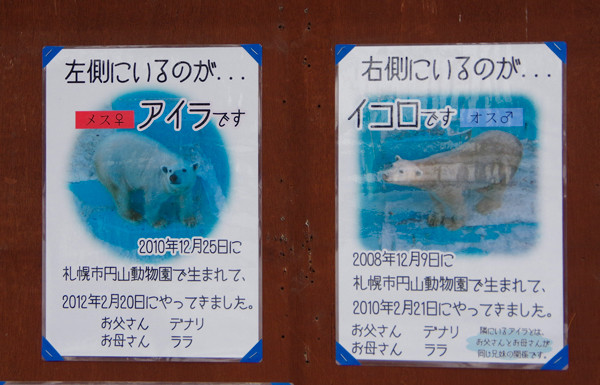 左側にいるのが...
メス♀ アイラです
2010年12月25日に
札幌市円山動物園で生まれて、
2012年2月20日にやってきました。
お父さん デナリ
お母さん ララ
右側にいるのが...
イコロです オス♂
2008年12月9日に
札幌市円山動物園で生まれて、
2010年2月21日にやってきました。
お父さん デナリ
お母さん ララ
隣にいるアイラとは、
お父さんとお母さんが
同じ兄妹の関係です。